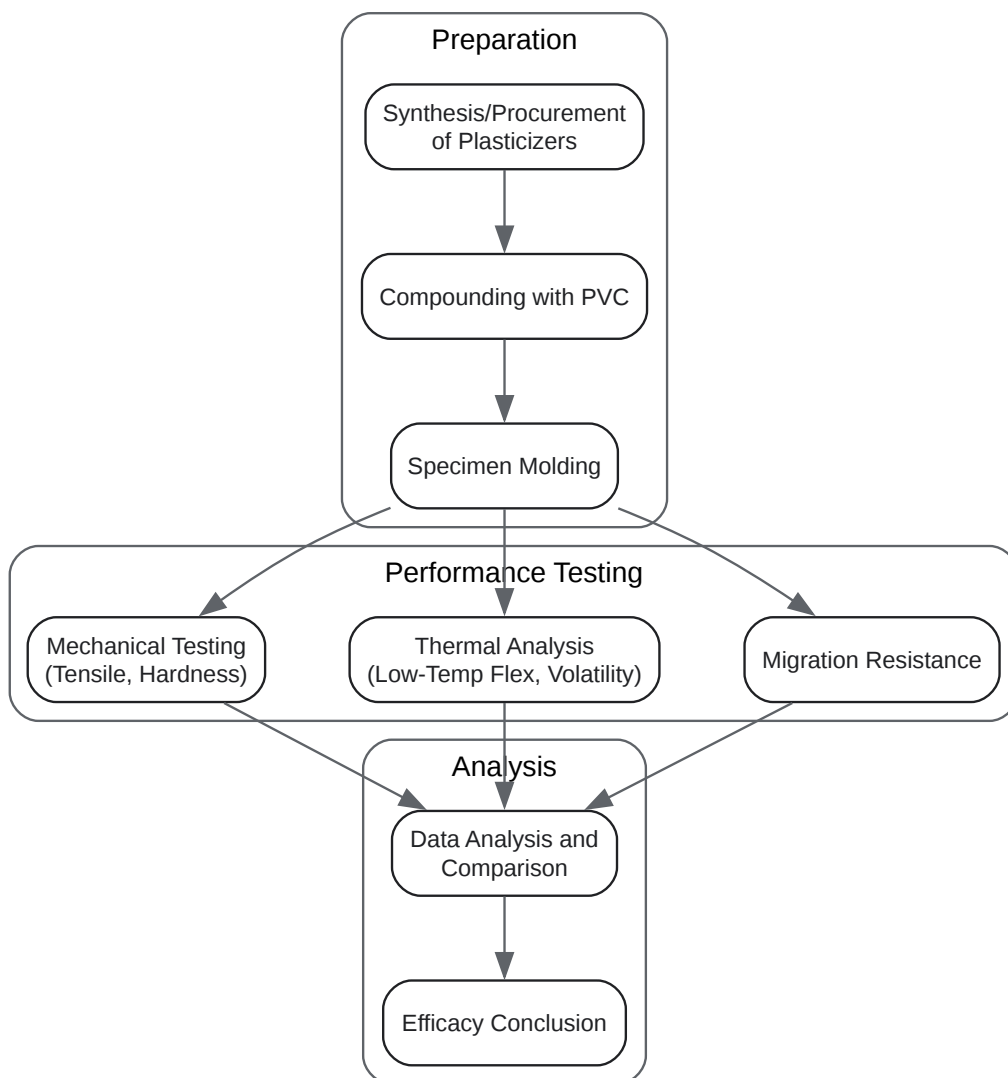 Preparation
Synthesis/Procurement
of Plasticizers
Compounding with PVC
Specimen Molding
Performance Testing
Mechanical Testing
(Tensile, Hardness)
Thermal Analysis
(Low-Temp Flex, Volatility)
Migration Resistance
Analysis
Data Analysis and
Comparison
Efficacy Conclusion